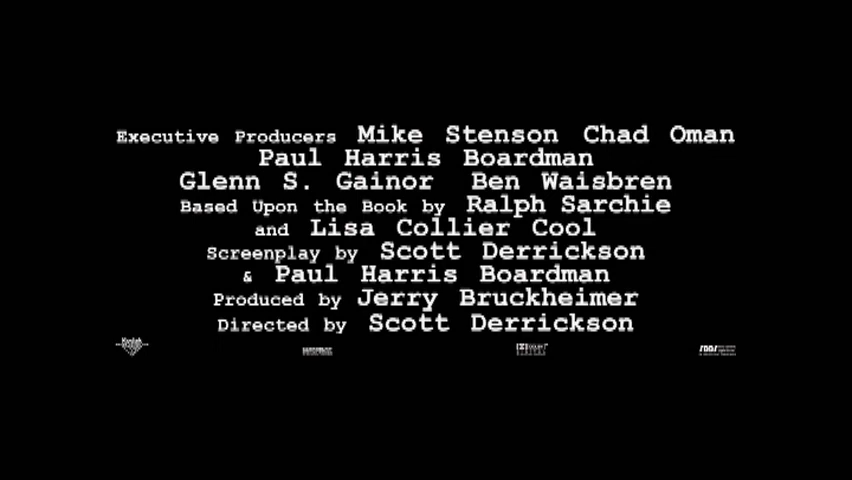 Executive Producers Mike Stenson Chad Oman
Paul Harris Boardman
Glenn S. Gainor Ben Waisbren
Based Upon the Book by Ralph Sarchie
and Lisa Collier Cool
Screenplay by Scott Derrickson
& Paul Harris Boardman
Produced by Jerry Bruckheimer
Directed by Scott Derrickson
DIGITAL